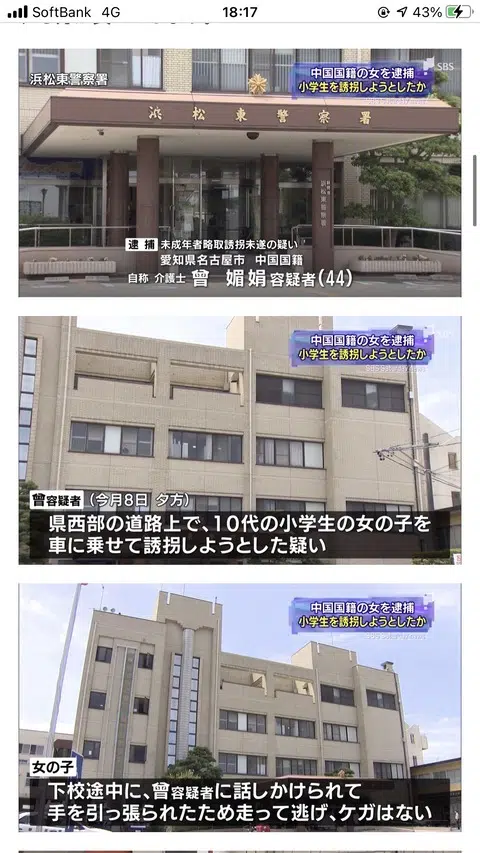 SoftBank 4G 18:17 43%
浜松東警察署
中国国籍の女を逮捕
小学生を誘拐しようとしたか
SBS
浜松東警察署
浜松東警察署
逮捕 未成年者略取誘拐未遂の疑い
愛知県名古屋市 中国国籍
自称 介護士 曾 媚娟容疑者(44)
中国国籍の女を逮捕
小学生を誘拐しようとしたか
曾容疑者 (今月8日 夕方)
県西部の道路上で、10代の小学生の女の子を
車に乗せて誘拐しようとした疑い
中国国籍の女を逮捕
小学生を誘拐しようとしたか
女の子
下校途中に、曾容疑者に話しかけられて
手を引っ張られたため走って逃げ、ケガはない